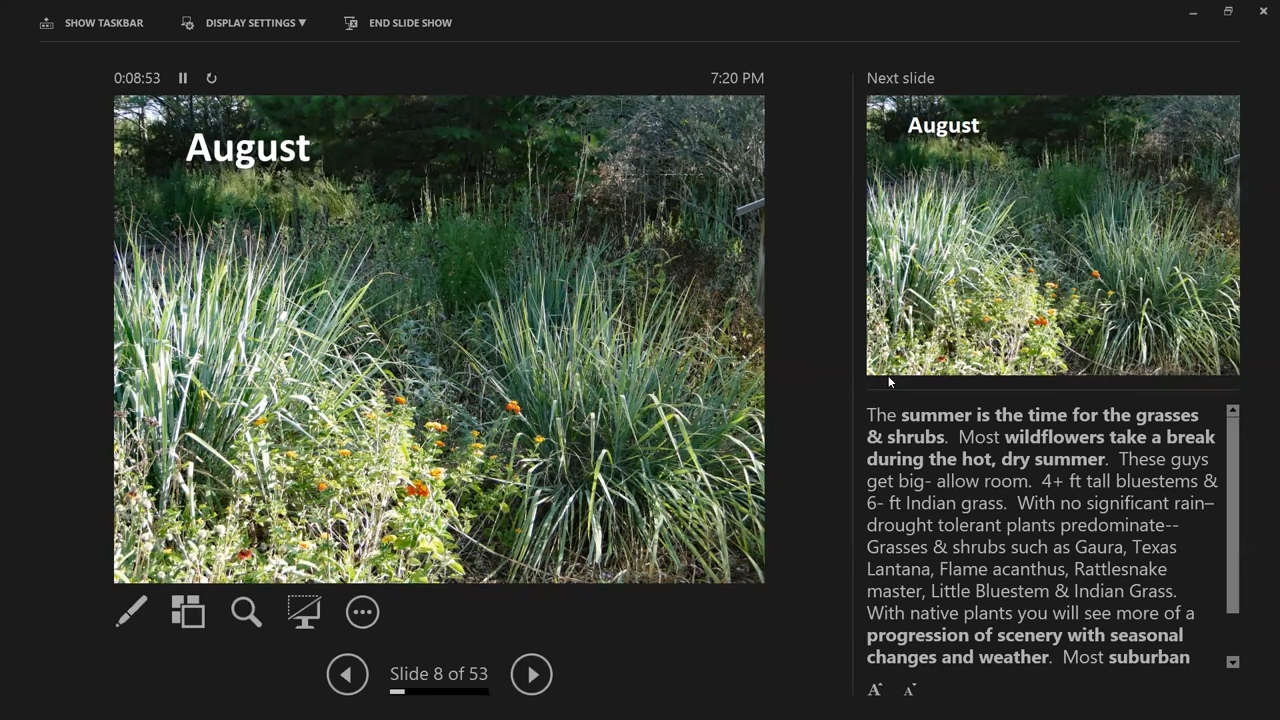 SHOW TASKBAR
DISPLAY SETTINGS ▼
END SLIDE SHOW
0:08:53
7:20 PM
August
Slide 8 of 53
Next slide
August
The summer is the time for the grasses
& shrubs. Most wildflowers take a break
during the hot, dry summer. These guys
get big- allow room. 4+ ft tall bluestems &
6- ft Indian grass. With no significant rain–
drought tolerant plants predominate--
Grasses & shrubs such as Gaura, Texas
Lantana, Flame acanthus, Rattlesnake
master, Little Bluestem & Indian Grass.
With native plants you will see more of a
progression of scenery with seasonal
changes and weather. Most suburban
A A